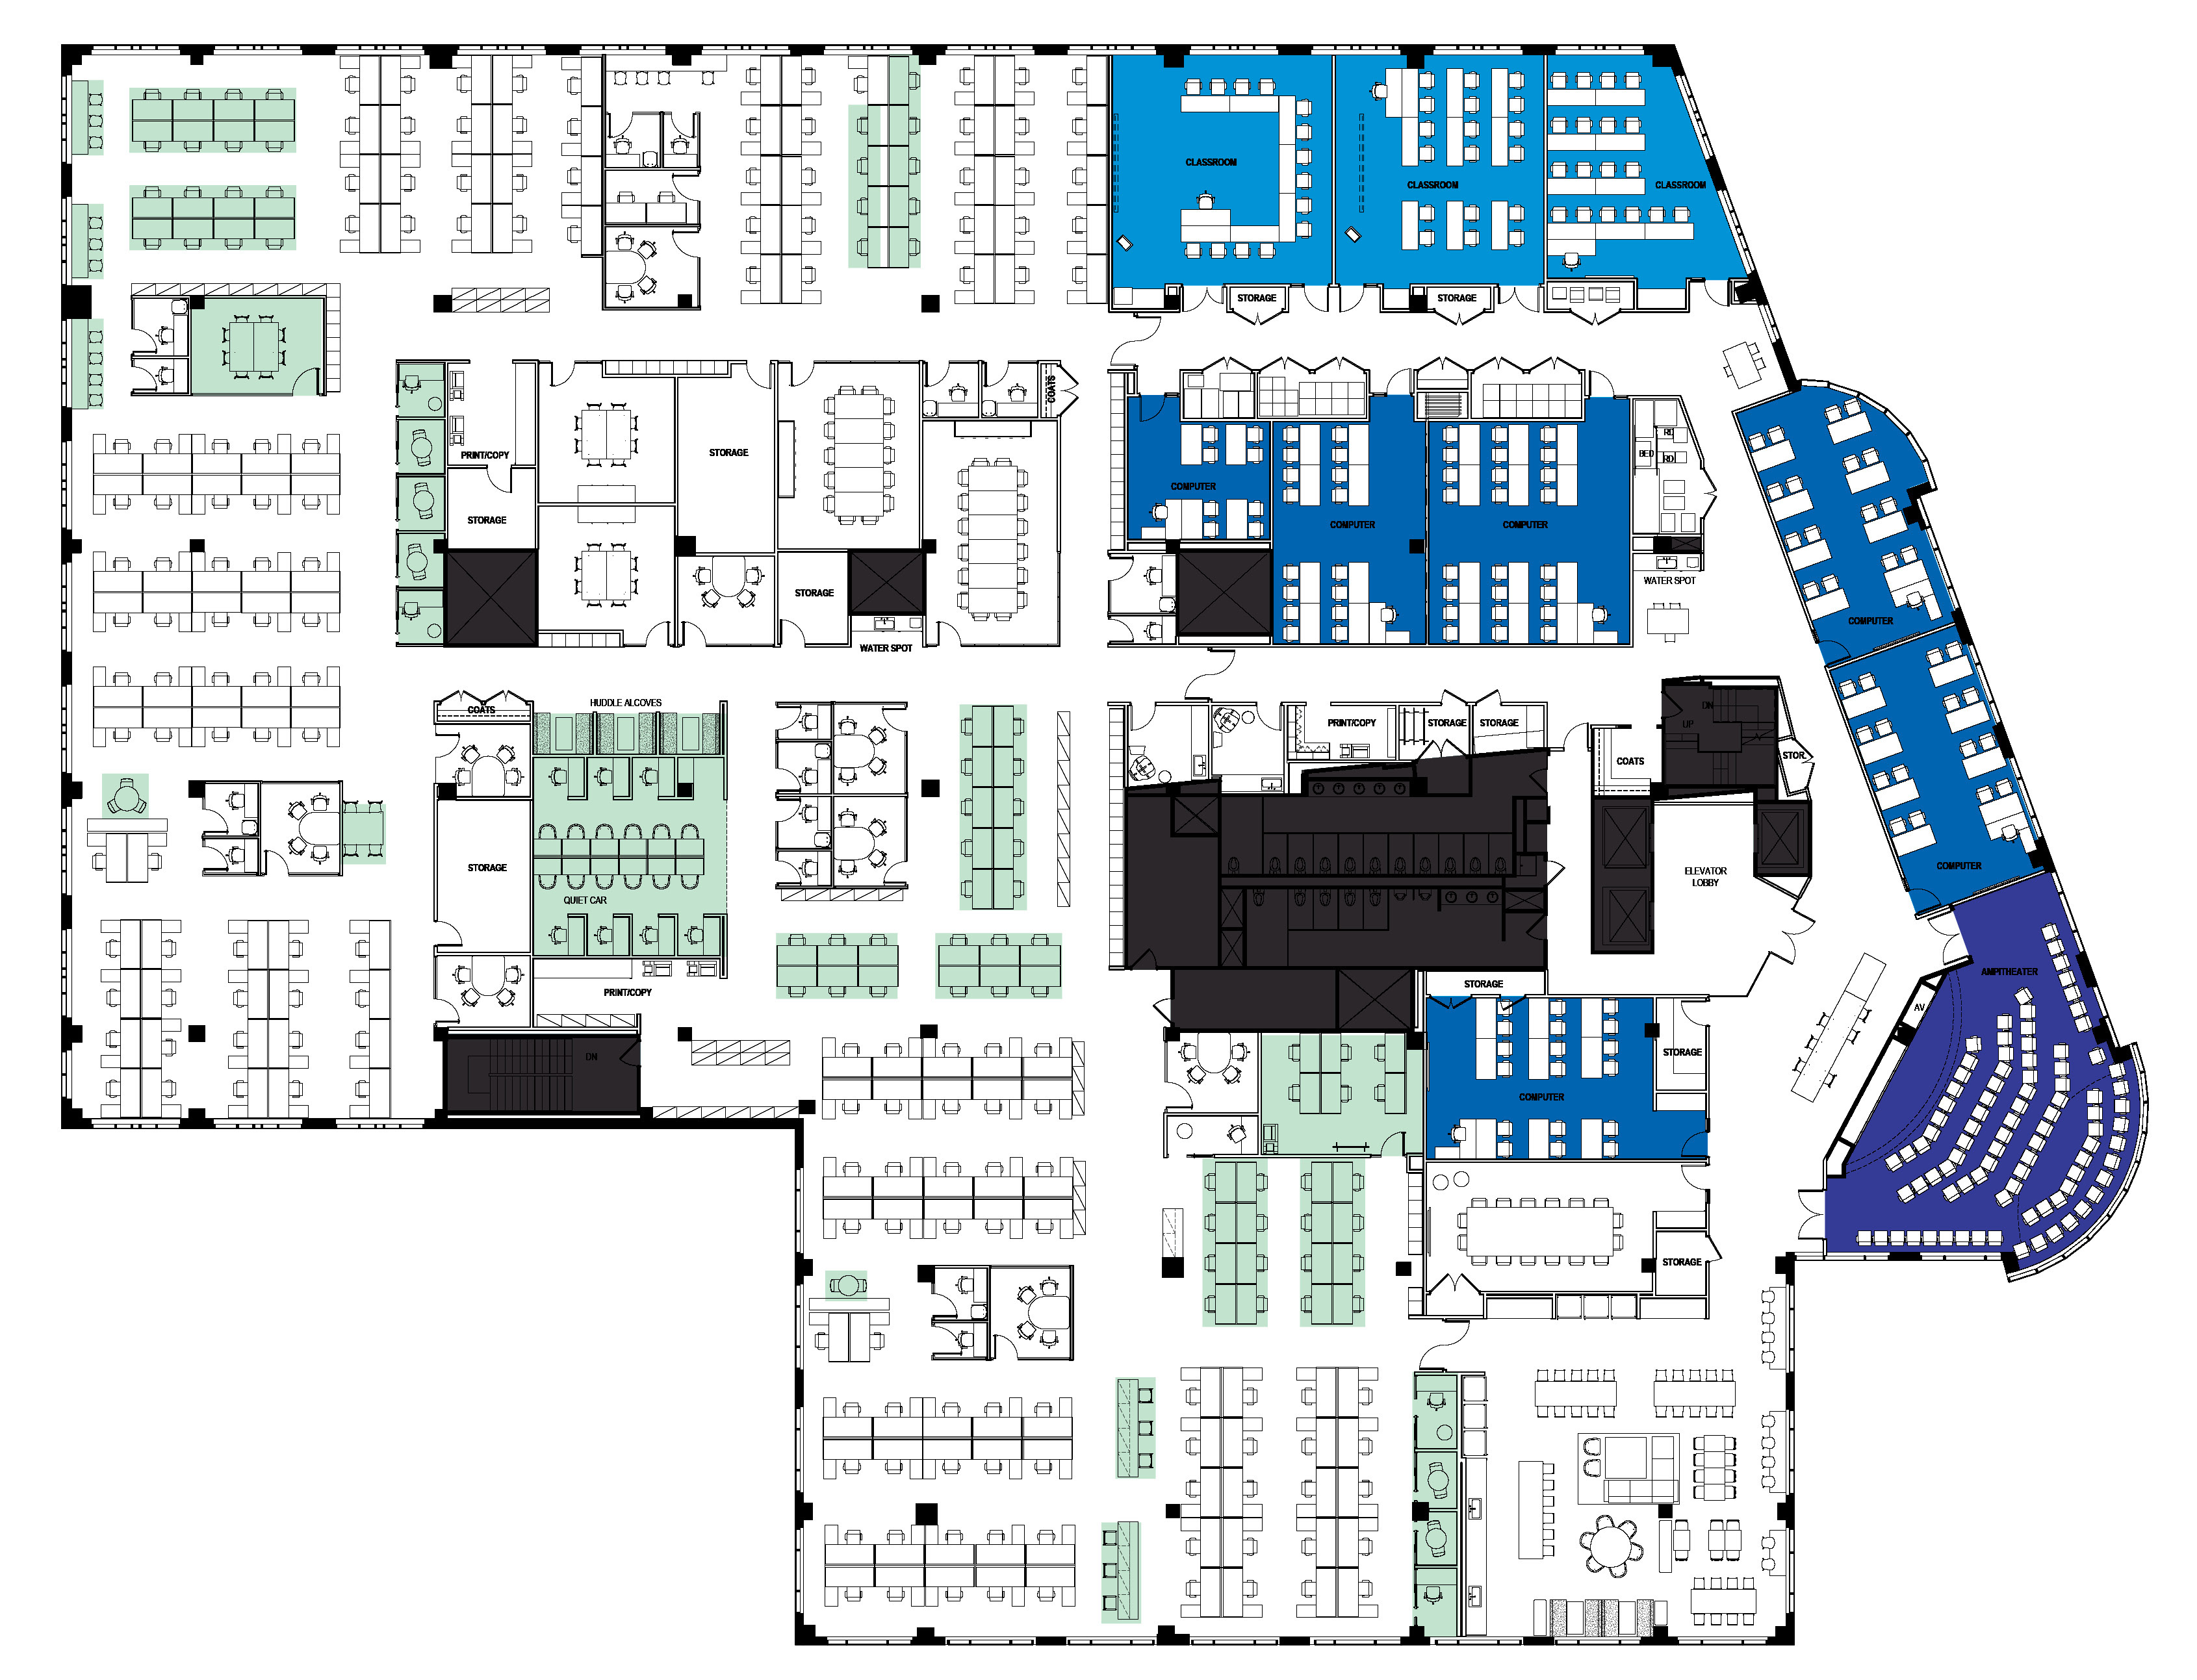 CLASSROOM
CLASSROOM
CLASSROOM
STORAGE
STORAGE
COATS
PRINT/COPY
STORAGE
STORAGE
COMPUTER
COMPUTER
COMPUTER
BED
RD
RD
STORAGE
STORAGE
WATER SPOT
WATER SPOT
COMPUTER
HUDDLE ALCOVES
COATS
PRINT/COPY
STORAGE
STORAGE
UP
DN
COATS
STOR.
STORAGE
QUIET CAR
ELEVATOR
LOBBY
COMPUTER
PRINT/COPY
STORAGE
AMPITHEATER
AV
DN
STORAGE
COMPUTER
STORAGE